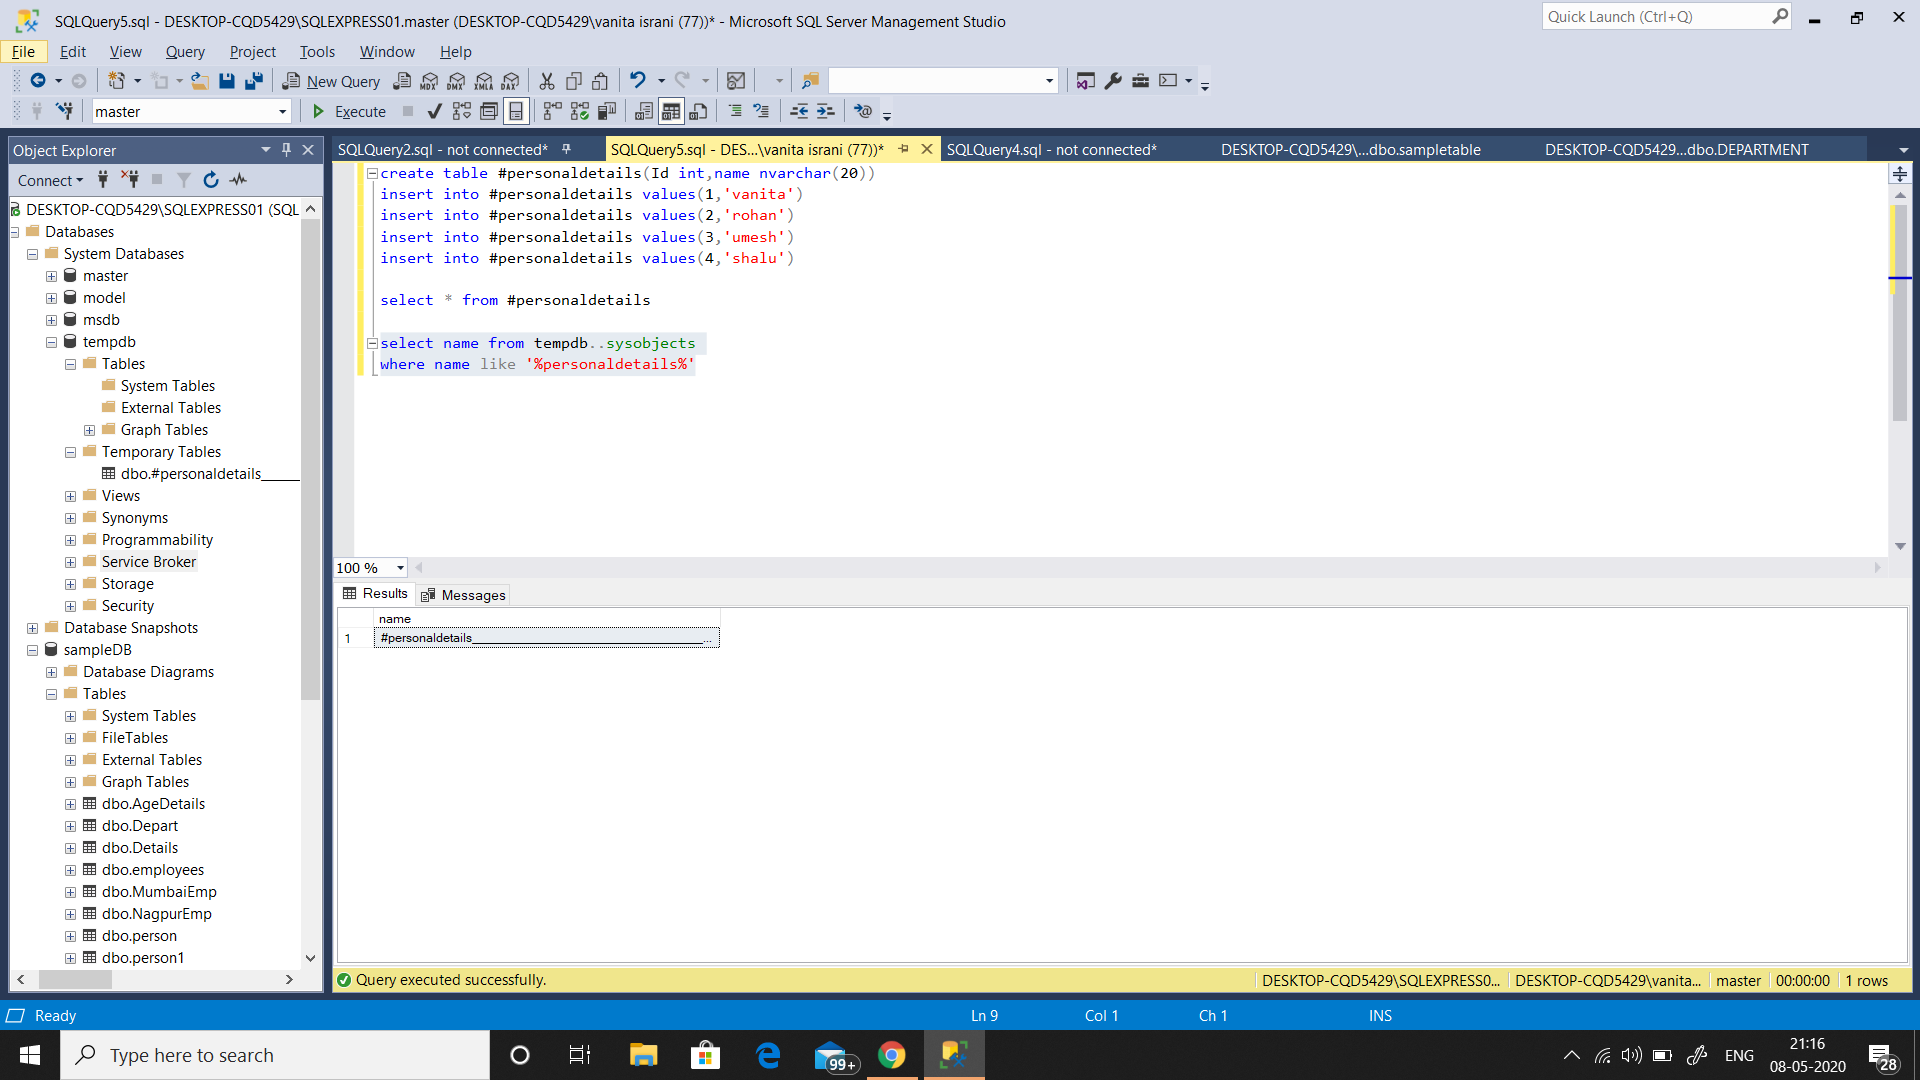 SQLQuery5.sql - DESKTOP-CQD5429\SQLEXPRESS01.master (DESKTOP-CQD5429\vanita israni (77))* - Microsoft SQL Server Management Studio
Quick Launch (Ctrl+Q)
File Edit View Query Project Tools Window Help
New Query MDX DMX XMLA DAX
master Execute
Object Explorer
SQLQuery2.sql - not connected* SQLQuery5.sql - DES...\vanita israni (77))* SQLQuery4.sql - not connected* DESKTOP-CQD5429\...dbo.sampletable DESKTOP-CQD5429...dbo.DEPARTMENT
Connect
DESKTOP-CQD5429\SQLEXPRESS01 (SQL
Databases
System Databases
master
model
msdb
tempdb
Tables
System Tables
External Tables
Graph Tables
Temporary Tables
dbo.#personaldetails______
Views
Synonyms
Programmability
Service Broker
Storage
Security
Database Snapshots
sampleDB
Database Diagrams
Tables
System Tables
FileTables
External Tables
Graph Tables
dbo.AgeDetails
dbo.Depart
dbo.Details
dbo.employees
dbo.MumbaiEmp
dbo.NagpurEmp
dbo.person
dbo.person1
create table #personaldetails(Id int,name nvarchar(20))
insert into #personaldetails values(1,'vanita')
insert into #personaldetails values(2,'rohan')
insert into #personaldetails values(3,'umesh')
insert into #personaldetails values(4,'shalu')
select * from #personaldetails
select name from tempdb..sysobjects
where name like '%personaldetails%'
100 %
Results Messages
name
1 #personaldetails______________________________________...
Query executed successfully. DESKTOP-CQD5429\SQLEXPRESS0... DESKTOP-CQD5429\vanita... master 00:00:00 1 rows
Ready Ln 9 Col 1 Ch 1 INS
Type here to search
99+
ENG
21:16
08-05-2020
28